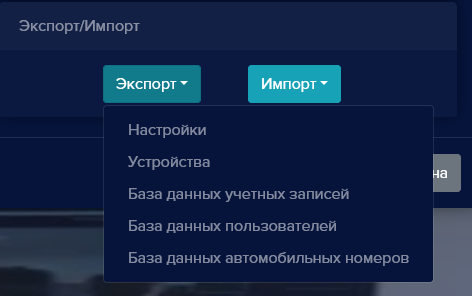 Экспорт/Импорт
Экспорт Импорт
Настройки
Устройства
База данных учетных записей
База данных пользователей
База данных автомобильных номеров